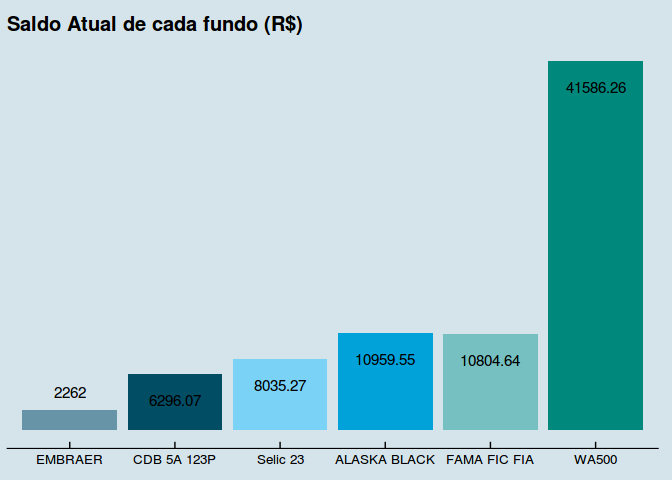 Saldo Atual de cada fundo (R$)
41586.26
10959.55
10804.64
8035.27
2262
6296.07
EMBRAER
CDB 5A 123P
Selic 23
ALASKA BLACK
FAMA FIC FIA
WA500